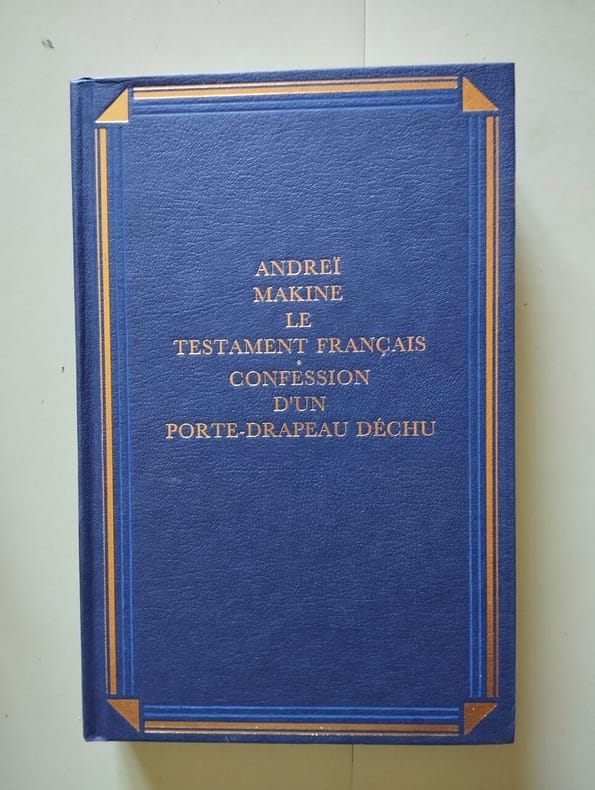 ANDREÏ
MAKINE
LE
TESTAMENT FRANÇAIS
•
CONFESSION
D'UN
PORTE-DRAPEAU DÉCHU